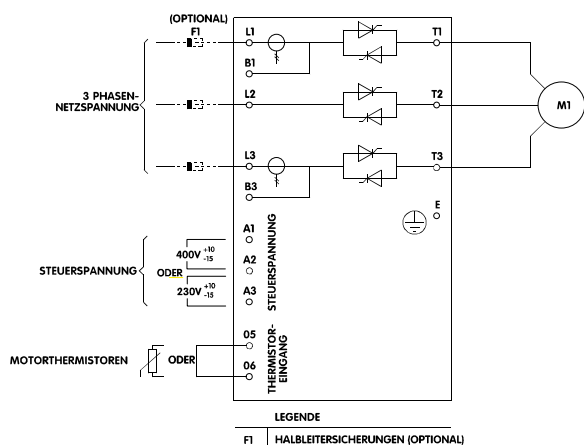 (OPTIONAL)
F1
L1
T1
B1
3 PHASEN-
NETZSPANNUNG
L2
T2
M1
L3
T3
B3
E
A1
400V +10 -15
STEUERSPANNUNG
ODER
A2
230V +10 -15
A3
STEUERSPANNUNG
05
MOTORTHERMISTOREN
ODER
06
THERMISTOR-
EINGANG
LEGENDE
F1 HALBLEITERSICHERUNGEN (OPTIONAL)